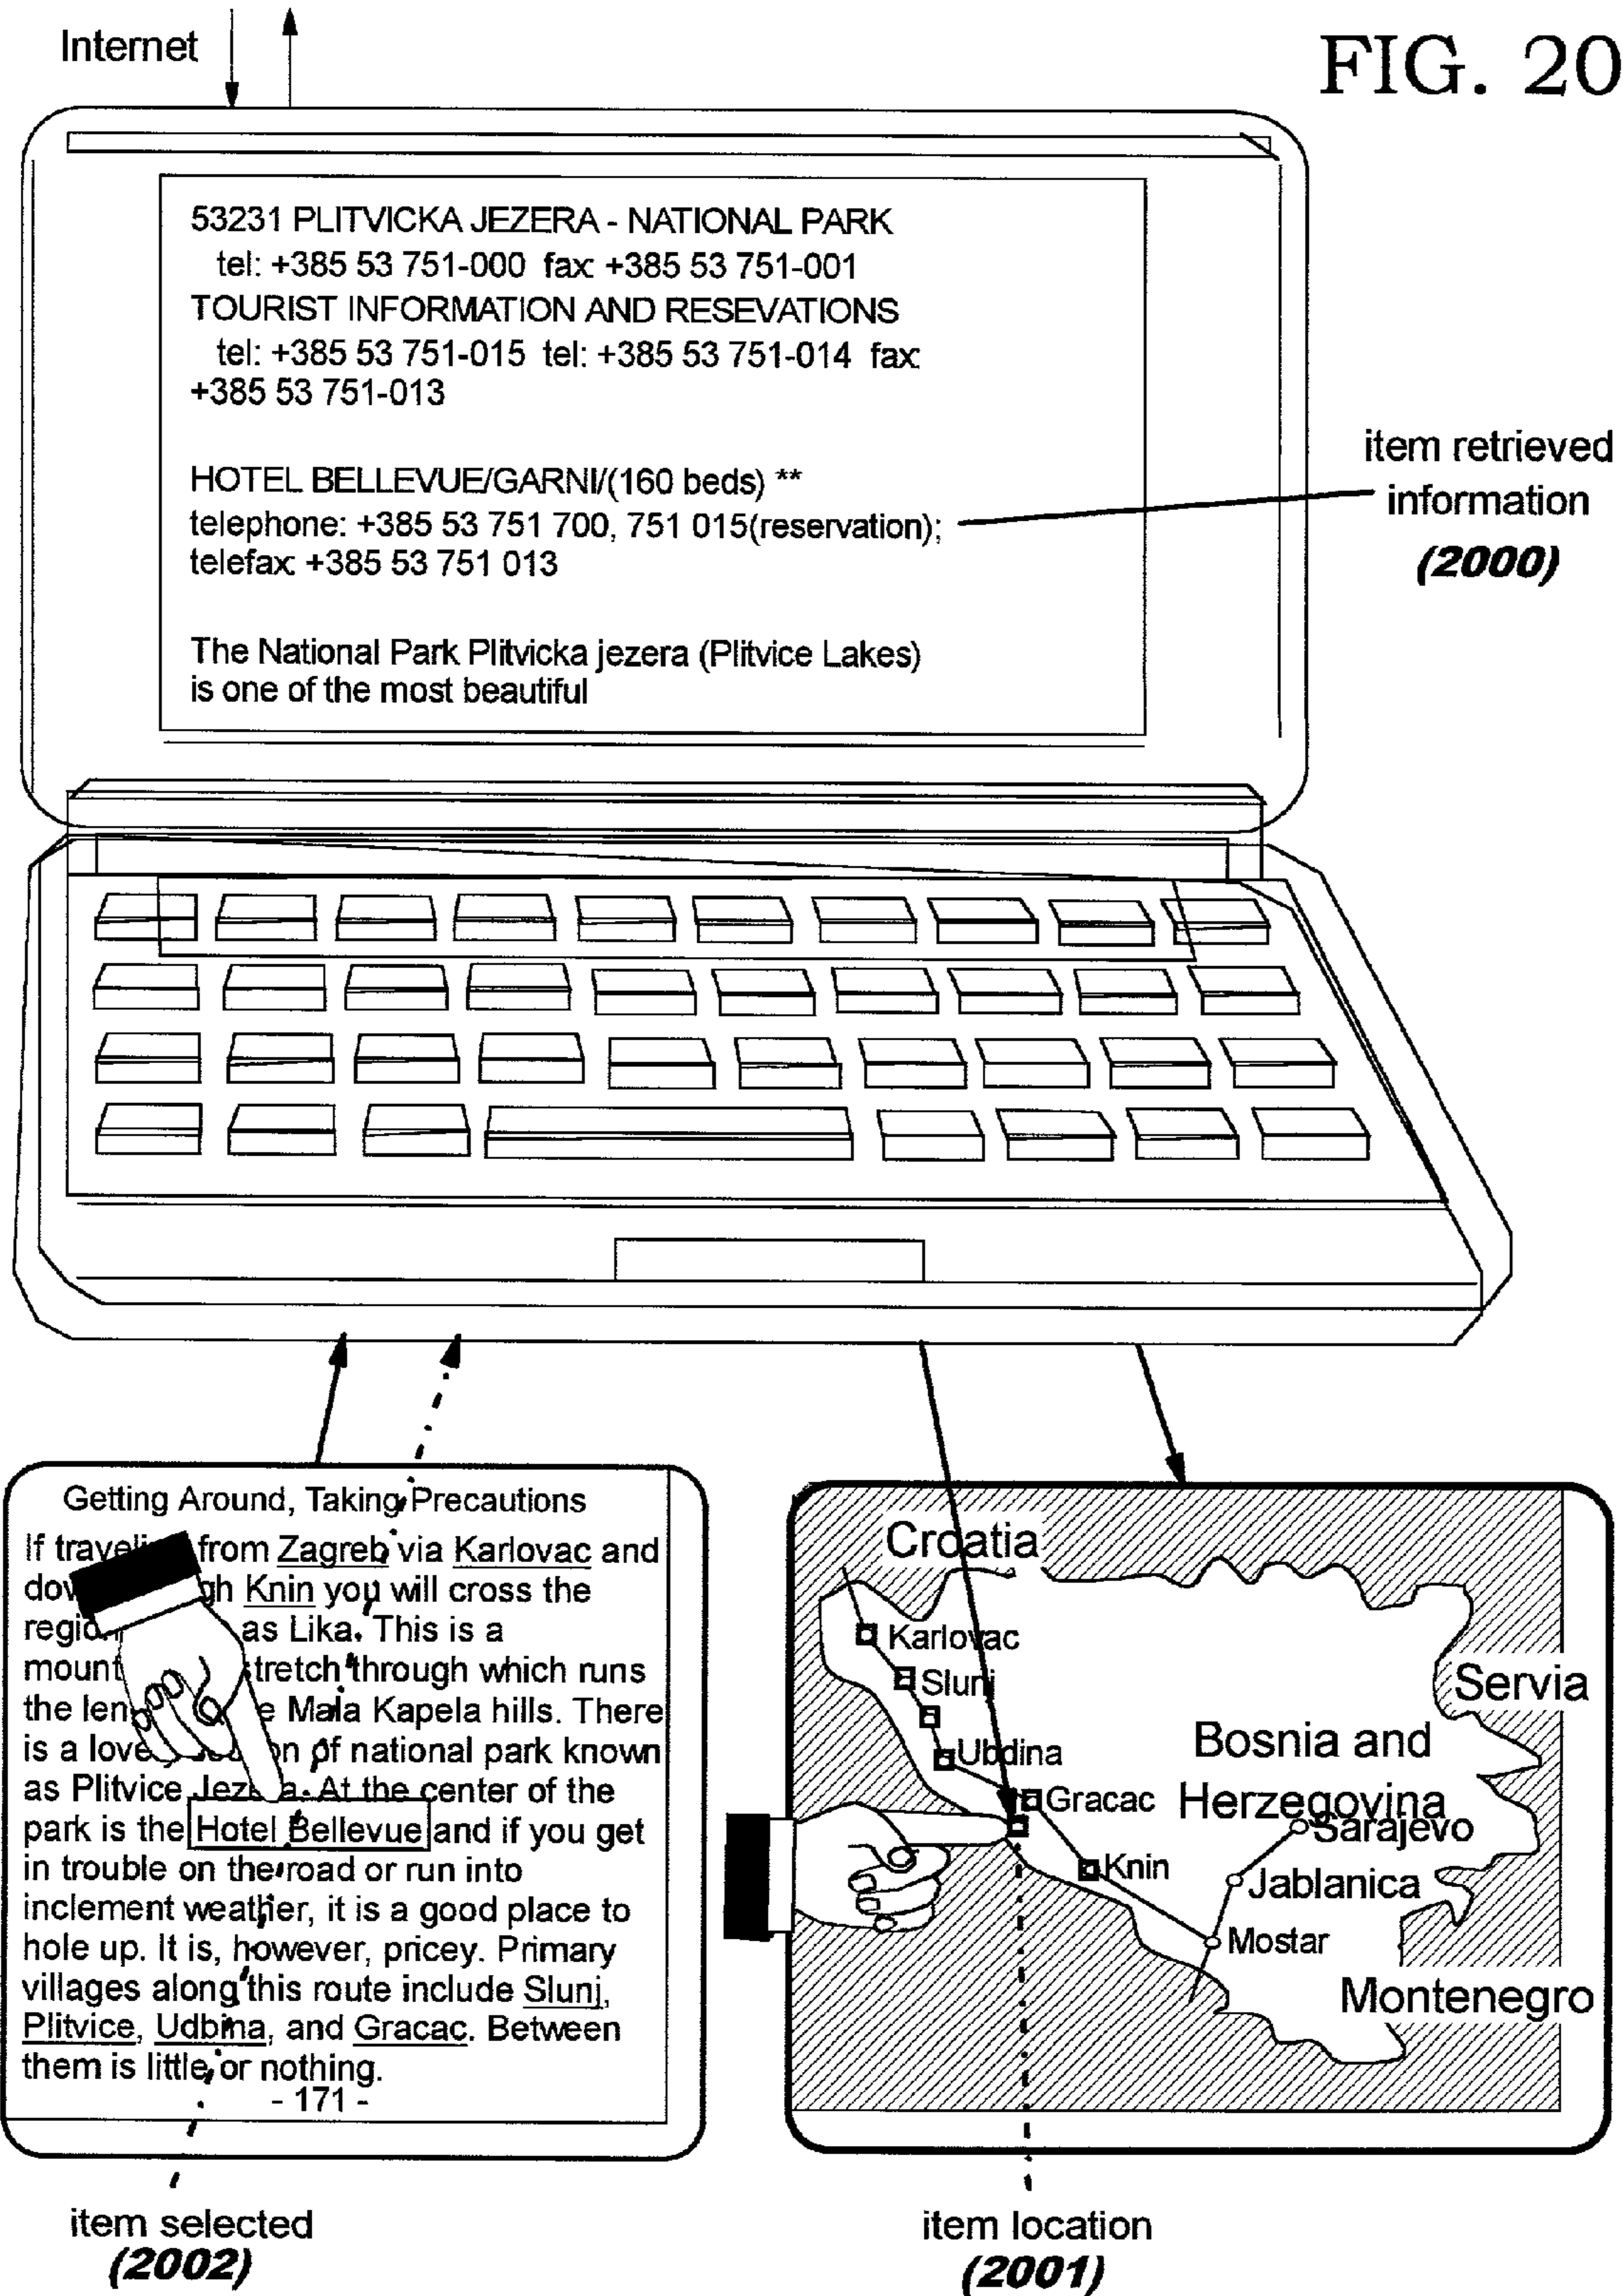 Internet
FIG. 20
53231 PLITVICKA JEZERA - NATIONAL PARK
tel: +385 53 751-000 fax: +385 53 751-001
TOURIST INFORMATION AND RESEVATIONS
tel: +385 53 751-015 tel: +385 53 751-014 fax:
+385 53 751-013
HOTEL BELLEVUE/GARNI/(160 beds) **
telephone: +385 53 751 700, 751 015(reservation);
telefax: +385 53 751 013
The National Park Plitvicka jezera (Plitvice Lakes)
is one of the most beautiful
item retrieved
information
(2000)
Getting Around, Taking Precautions
If from Zagreb via Karlovac and
Knin you will cross the
as Lika. This is a
through which runs
the Mala Kapela hills. There
is a of national park known
as Plitvice At the center of the
park is the Hotel Bellevue and if you get
in trouble on the road or run into
inclement weather, it is a good place to
hole up. It is, however, pricey. Primary
villages along this route include Slunj,
Plitvice, Udbina, and Gracac. Between
them is little or nothing.
- 171 -
item selected
(2002)
Croatia
Karlovac
Slunj
Servia
Ubdina
Bosnia and
Herzegovina
Gracac
Sarajevo
Knin
Jablanica
Mostar
Montenegro
item location
(2001)